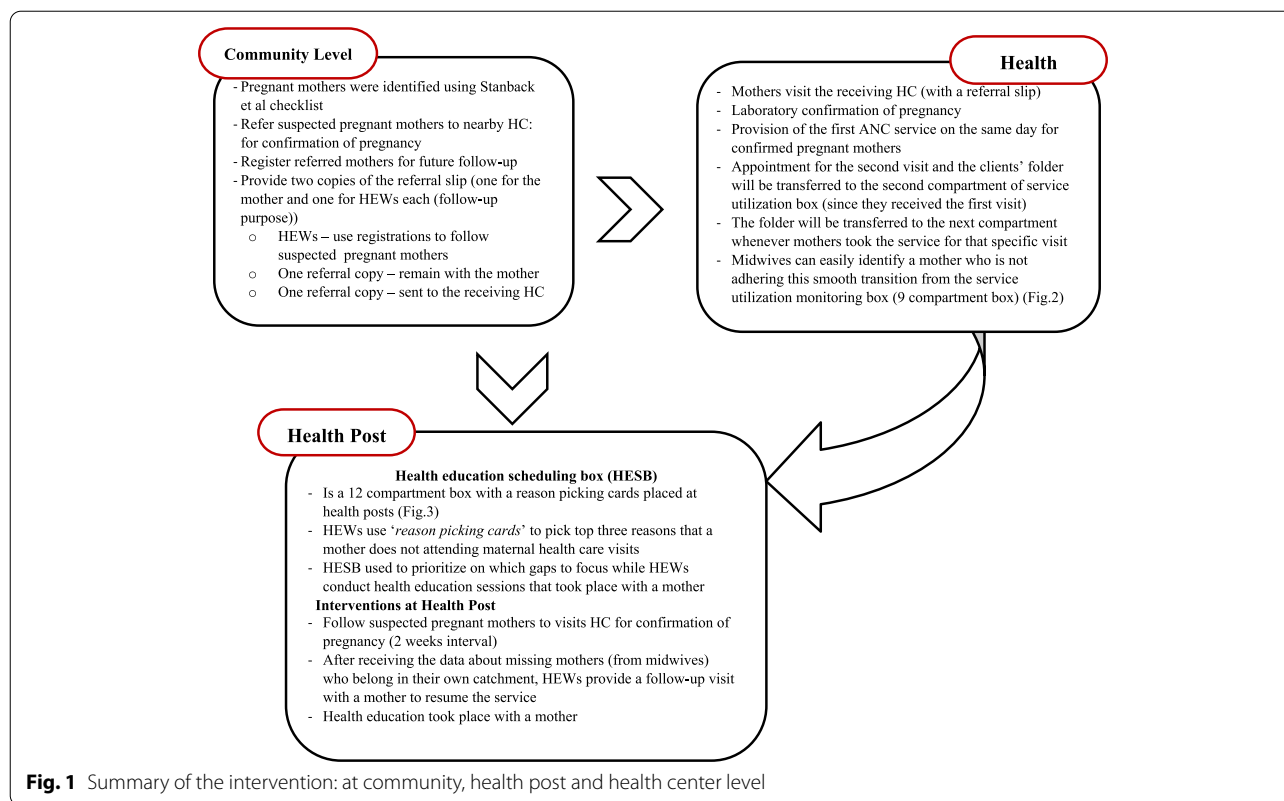 Community Level
- Pregnant mothers were identified using Stanback
et al checklist
- Refer suspected pregnant mothers to nearby HC:
for confirmation of pregnancy
- Register referred mothers for future follow-up
- Provide two copies of the referral slip (one for the
mother and one for HEWs each (follow-up
purpose))
o HEWs – use registrations to follow
suspected pregnant mothers
o One referral copy – remain with the mother
o One referral copy – sent to the receiving HC
Health
- Mothers visit the receiving HC (with a referral slip)
- Laboratory confirmation of pregnancy
- Provision of the first ANC service on the same day for
confirmed pregnant mothers
- Appointment for the second visit and the clients’ folder
will be transferred to the second compartment of service
utilization box (since they received the first visit)
- The folder will be transferred to the next compartment
whenever mothers took the service for that specific visit
- Midwives can easily identify a mother who is not
adhering this smooth transition from the service
utilization monitoring box (9 compartment box) (Fig.2)
Health Post
Health education scheduling box (HESB)
- Is a 12 compartment box with a reason picking cards placed at
health posts (Fig.3)
- HEWs use ‘reason picking cards’ to pick top three reasons that a
mother does not attending maternal health care visits
- HESB used to prioritize on which gaps to focus while HEWs
conduct health education sessions that took place with a mother
Interventions at Health Post
- Follow suspected pregnant mothers to visits HC for confirmation of
pregnancy (2 weeks interval)
- After receiving the data about missing mothers (from midwives)
who belong in their own catchment, HEWs provide a follow-up visit
with a mother to resume the service
- Health education took place with a mother
Fig. 1 Summary of the intervention: at community, health post and health center level